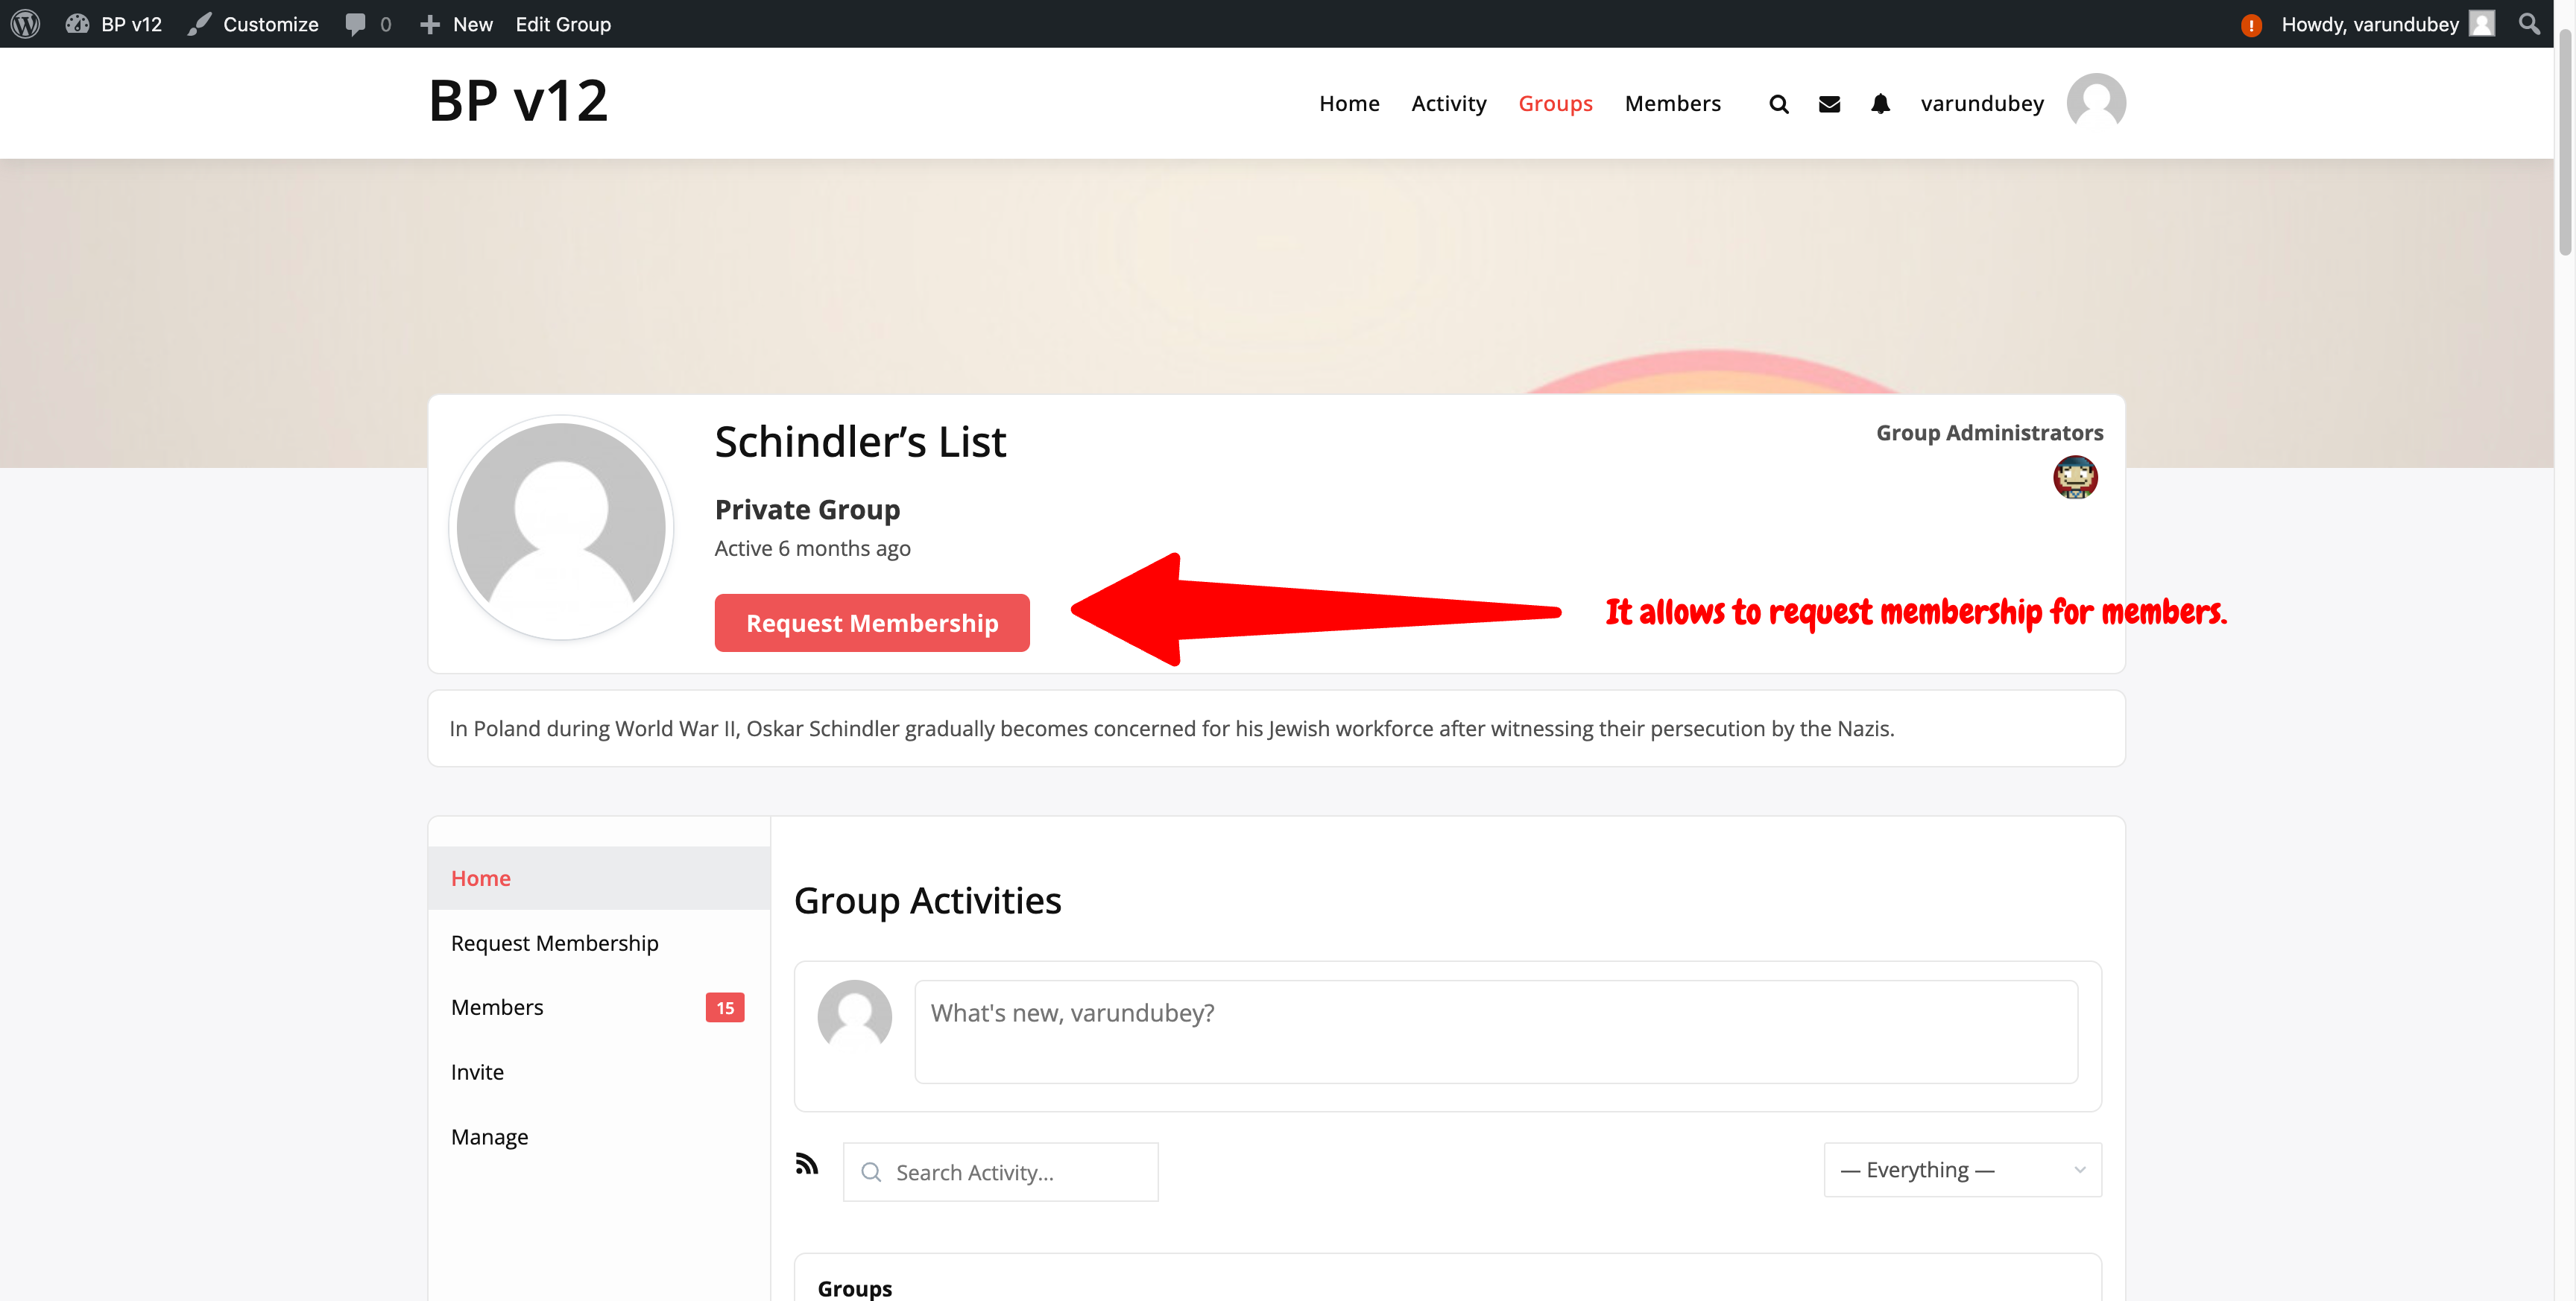 BP v12 Customize 0 New Edit Group ! Howdy, varundubey
BP v12 Home Activity Groups Members varundubey
Schindler’s List
Group Administrators
Private Group
Active 6 months ago
Request Membership
It allows to request membership for members.
In Poland during World War II, Oskar Schindler gradually becomes concerned for his Jewish workforce after witnessing their persecution by the Nazis.
Home
Request Membership
Members 15
Invite
Manage
Group Activities
What's new, varundubey?
Search Activity...
— Everything —
Groups